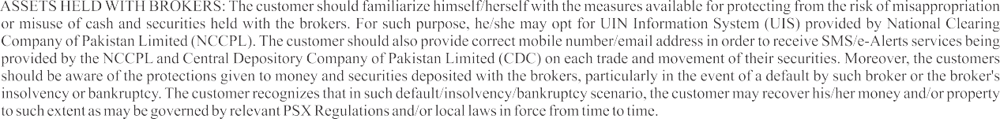 ASSETS HELD WITH BROKERS: The customer should familiarize himself/herself with the measures available for protecting from the risk of misappropriation
or misuse of cash and securities held with the brokers. For such purpose, he/she may opt for UIN Information System (UIS) provided by National Clearing
Company of Pakistan Limited (NCCPL). The customer should also provide correct mobile number/email address in order to receive SMS/e-Alerts services being
provided by the NCCPL and Central Depository Company of Pakistan Limited (CDC) on each trade and movement of their securities. Moreover, the customers
should be aware of the protections given to money and securities deposited with the brokers, particularly in the event of a default by such broker or the broker's
insolvency or bankruptcy. The customer recognizes that in such default/insolvency/bankruptcy scenario, the customer may recover his/her money and/or property
to such extent as may be governed by relevant PSX Regulations and/or local laws in force from time to time.